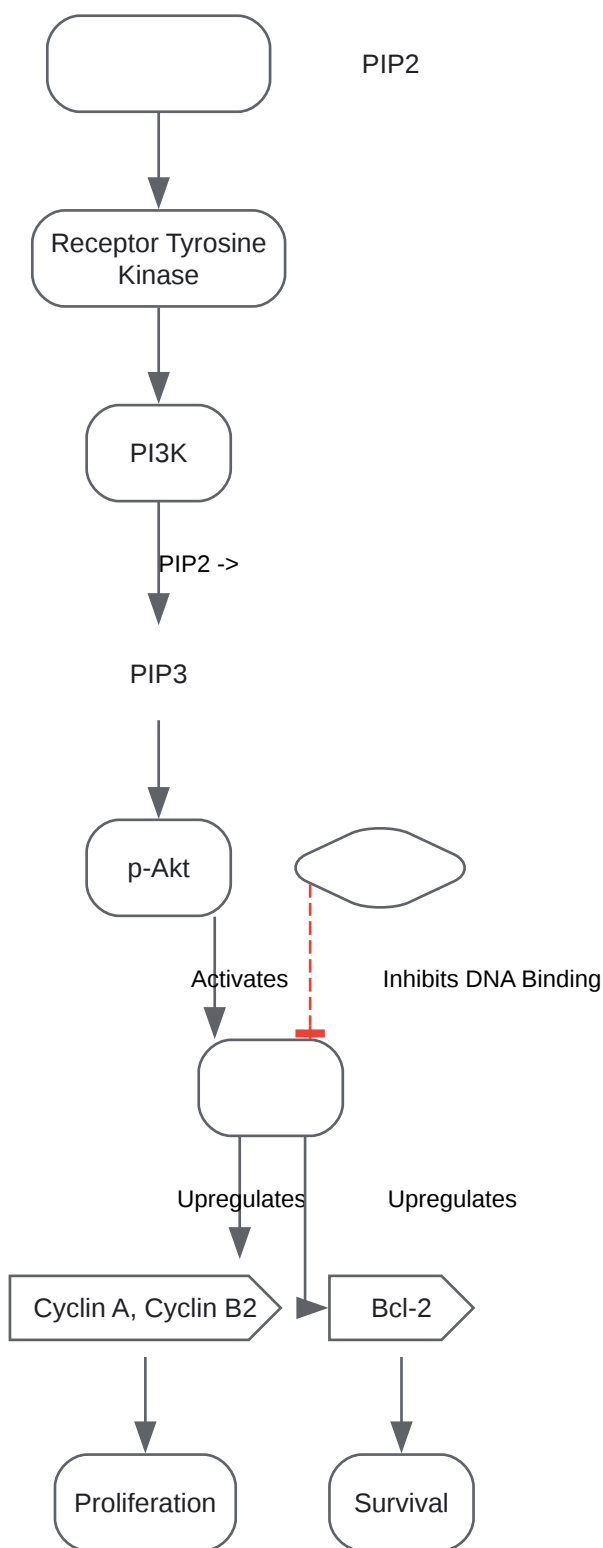 PIP2
Receptor Tyrosine
Kinase
PI3K
PIP2 ->
PIP3
p-Akt
Activates
Inhibits DNA Binding
Upregulates
Upregulates
Cyclin A, Cyclin B2
Bcl-2
Proliferation
Survival